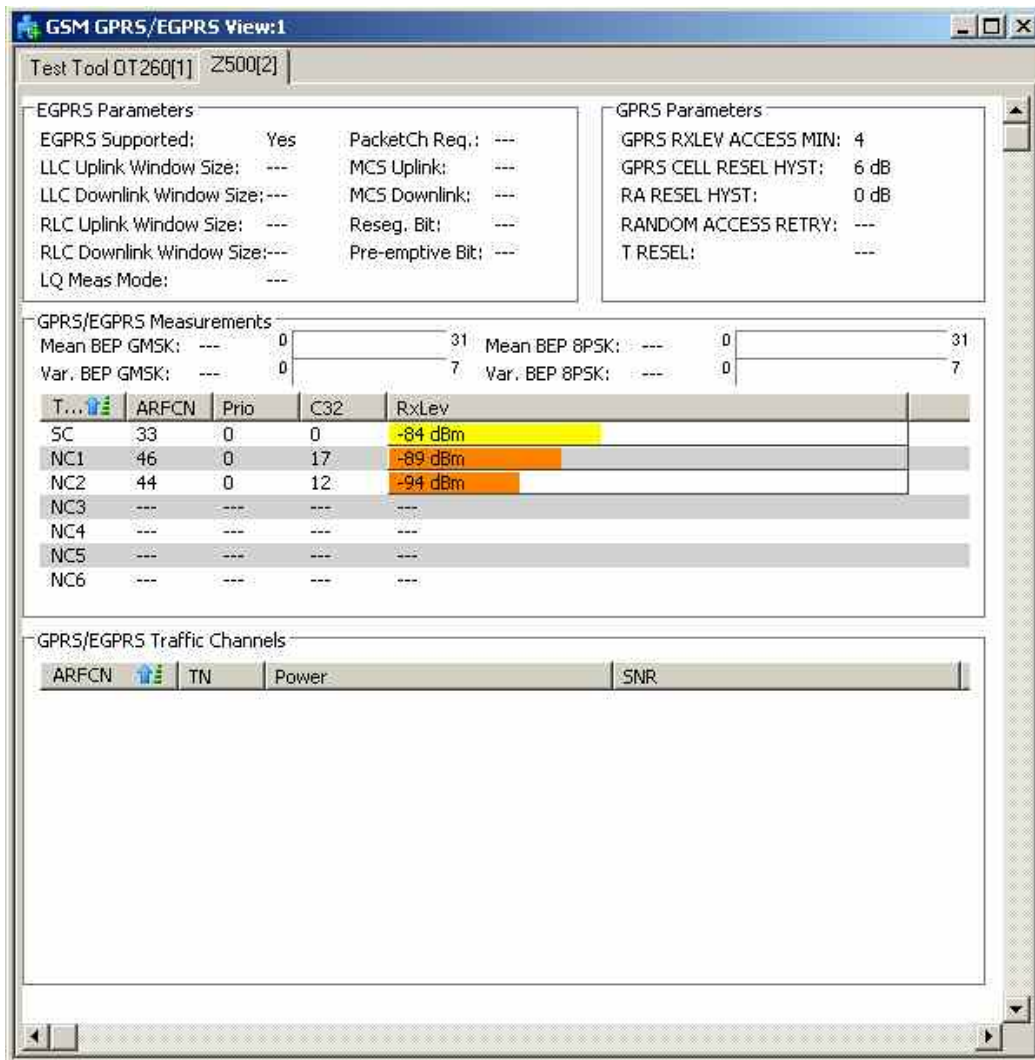 GSM GPRS/EGPRS View:1
Test Tool OT260[1] Z500[2]
EGPRS Parameters
EGPRS Supported: Yes PacketCh Req.: ---
LLC Uplink Window Size: --- MCS Uplink: ---
LLC Downlink Window Size: --- MCS Downlink: ---
RLC Uplink Window Size: --- Reseg. Bit: ---
RLC Downlink Window Size: --- Pre-emptive Bit: ---
LQ Meas Mode: ---
GPRS Parameters
GPRS RXLEV ACCESS MIN: 4
GPRS CELL RESEL HYST: 6 dB
RA RESEL HYST: 0 dB
RANDOM ACCESS RETRY: ---
T RESEL: ---
GPRS/EGPRS Measurements
Mean BEP GMSK: --- 0 31 Mean BEP 8PSK: --- 0 31
Var. BEP GMSK: --- 0 7 Var. BEP 8PSK: --- 0 7
T... ARFCN Prio C32 RxLev
SC 33 0 0 -84 dBm
NC1 46 0 17 -89 dBm
NC2 44 0 12 -94 dBm
NC3 --- --- --- ---
NC4 --- --- --- ---
NC5 --- --- --- ---
NC6 --- --- --- ---
GPRS/EGPRS Traffic Channels
ARFCN TN Power SNR